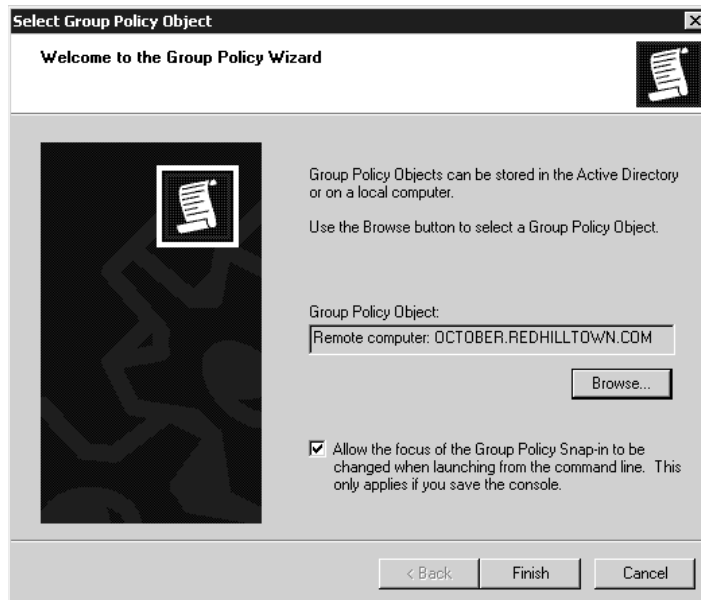 Select Group Policy Object
Welcome to the Group Policy Wizard
Group Policy Objects can be stored in the Active Directory
or on a local computer.
Use the Browse button to select a Group Policy Object.
Group Policy Object:
Remote computer: OCTOBER.REDHILLTOWN.COM
Browse...
Allow the focus of the Group Policy Snap-in to be
changed when launching from the command line. This
only applies if you save the console.
< Back Finish Cancel